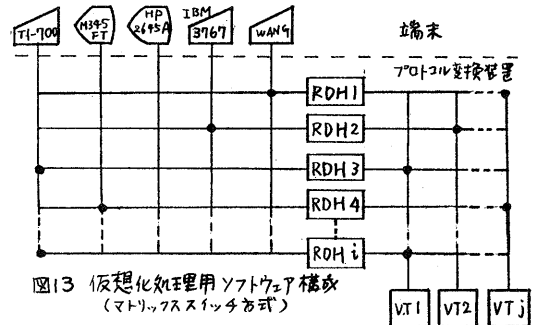 TI-700
M345
FT
HP
2645A
IBM
3767
WANG
端末
プロトコル変換装置
RDH1
RDH2
RDH3
RDH4
RDH i
図13 仮想化処理用ソフトウェア構成
(マトリックススイッチ方式)
VT1
VT2
VT j